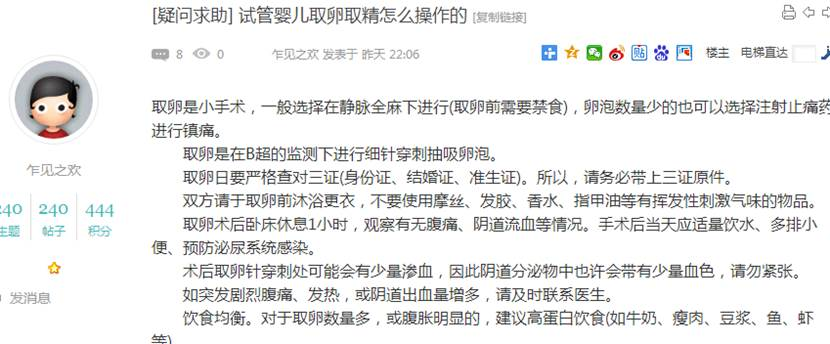 [疑问求助] 试管婴儿取卵取精怎么操作的 [复制链接]
8 0 乍见之欢 发表于 昨天 22:06 贴 楼主 电梯直达
取卵是小手术，一般选择在静脉全麻下进行(取卵前需要禁食)，卵泡数量少的也可以选择注射止痛药
进行镇痛。
取卵是在B超的监测下进行细针穿刺抽吸卵泡。
取卵日要严格查对三证(身份证、结婚证、准生证)。所以，请务必带上三证原件。
双方请于取卵前沐浴更衣，不要使用摩丝、发胶、香水、指甲油等有挥发性刺激气味的物品。
取卵术后卧床休息1小时，观察有无腹痛、阴道流血等情况。手术后当天应适量饮水、多排小
便、预防泌尿系统感染。
术后取卵针穿刺处可能会有少量渗血，因此阴道分泌物中也许会带有少量血色，请勿紧张。
如突发剧烈腹痛、发热，或阴道出血量增多，请及时联系医生。
饮食均衡。对于取卵数量多，或腹胀明显的，建议高蛋白饮食(如牛奶、瘦肉、豆浆、鱼、虾
等)
乍见之欢
240 240 444
主题 帖子 积分
发消息